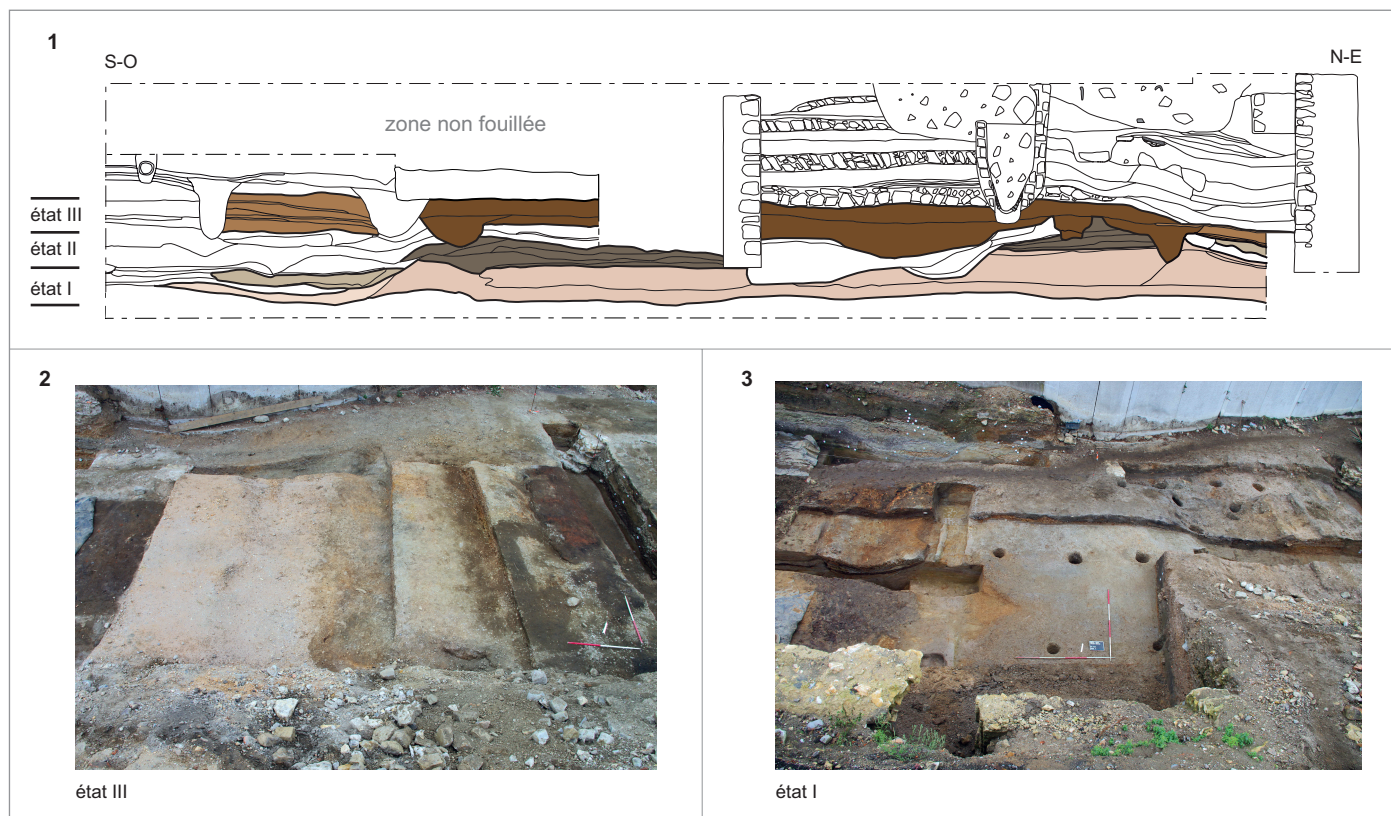 1
S-O
N-E
zone non fouillée
état III
état II
état I
2
3
état III
état I